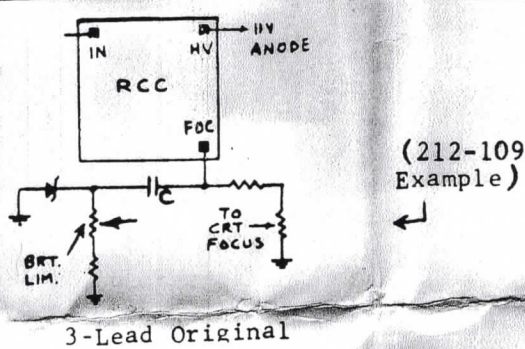 IN
HV
HV
ANODE
RCC
FOC
(212-109
Example)
C
TO
CRT
FOCUS
BRT.
LIM.
3-Lead Original